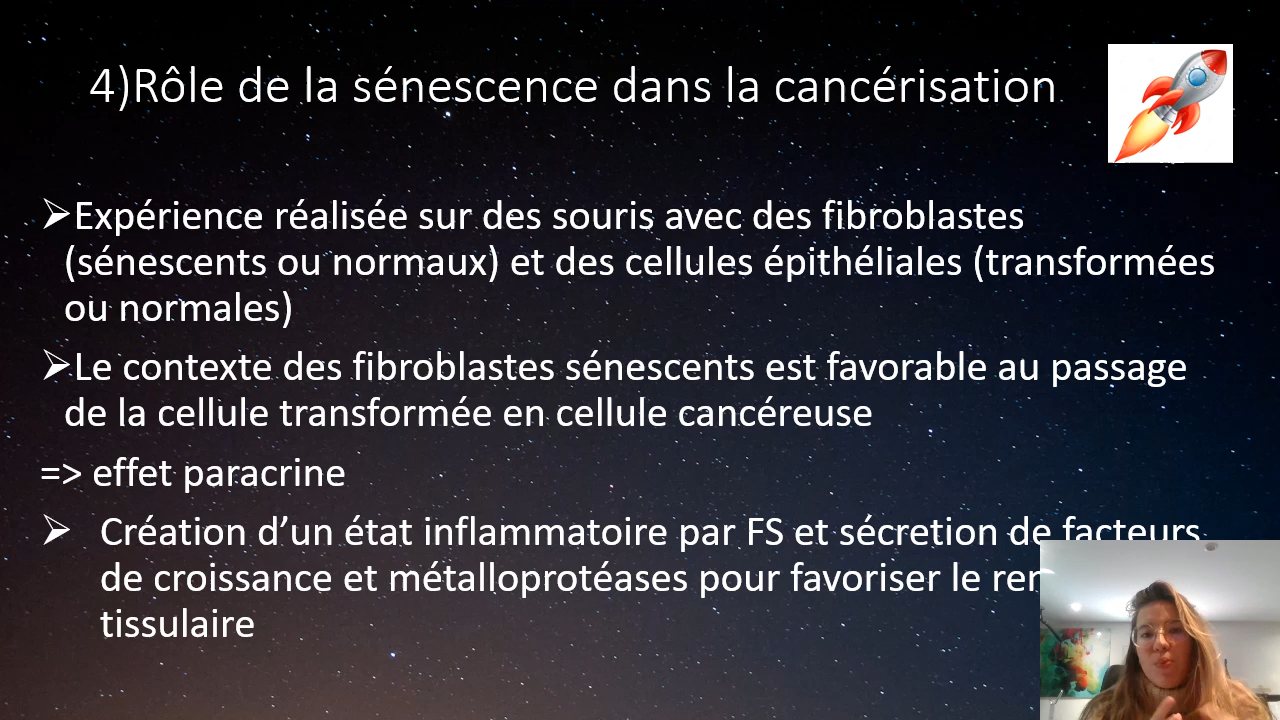 4)Rôle de la sénescence dans la cancérisation
➢Expérience réalisée sur des souris avec des fibroblastes
(sénescents ou normaux) et des cellules épithéliales (transformées
ou normales)
➢Le contexte des fibroblastes sénescents est favorable au passage
de la cellule transformée en cellule cancéreuse
=> effet paracrine
➢ Création d’un état inflammatoire par FS et sécretion de facteurs
de croissance et métalloprotéases pour favoriser le
tissulaire